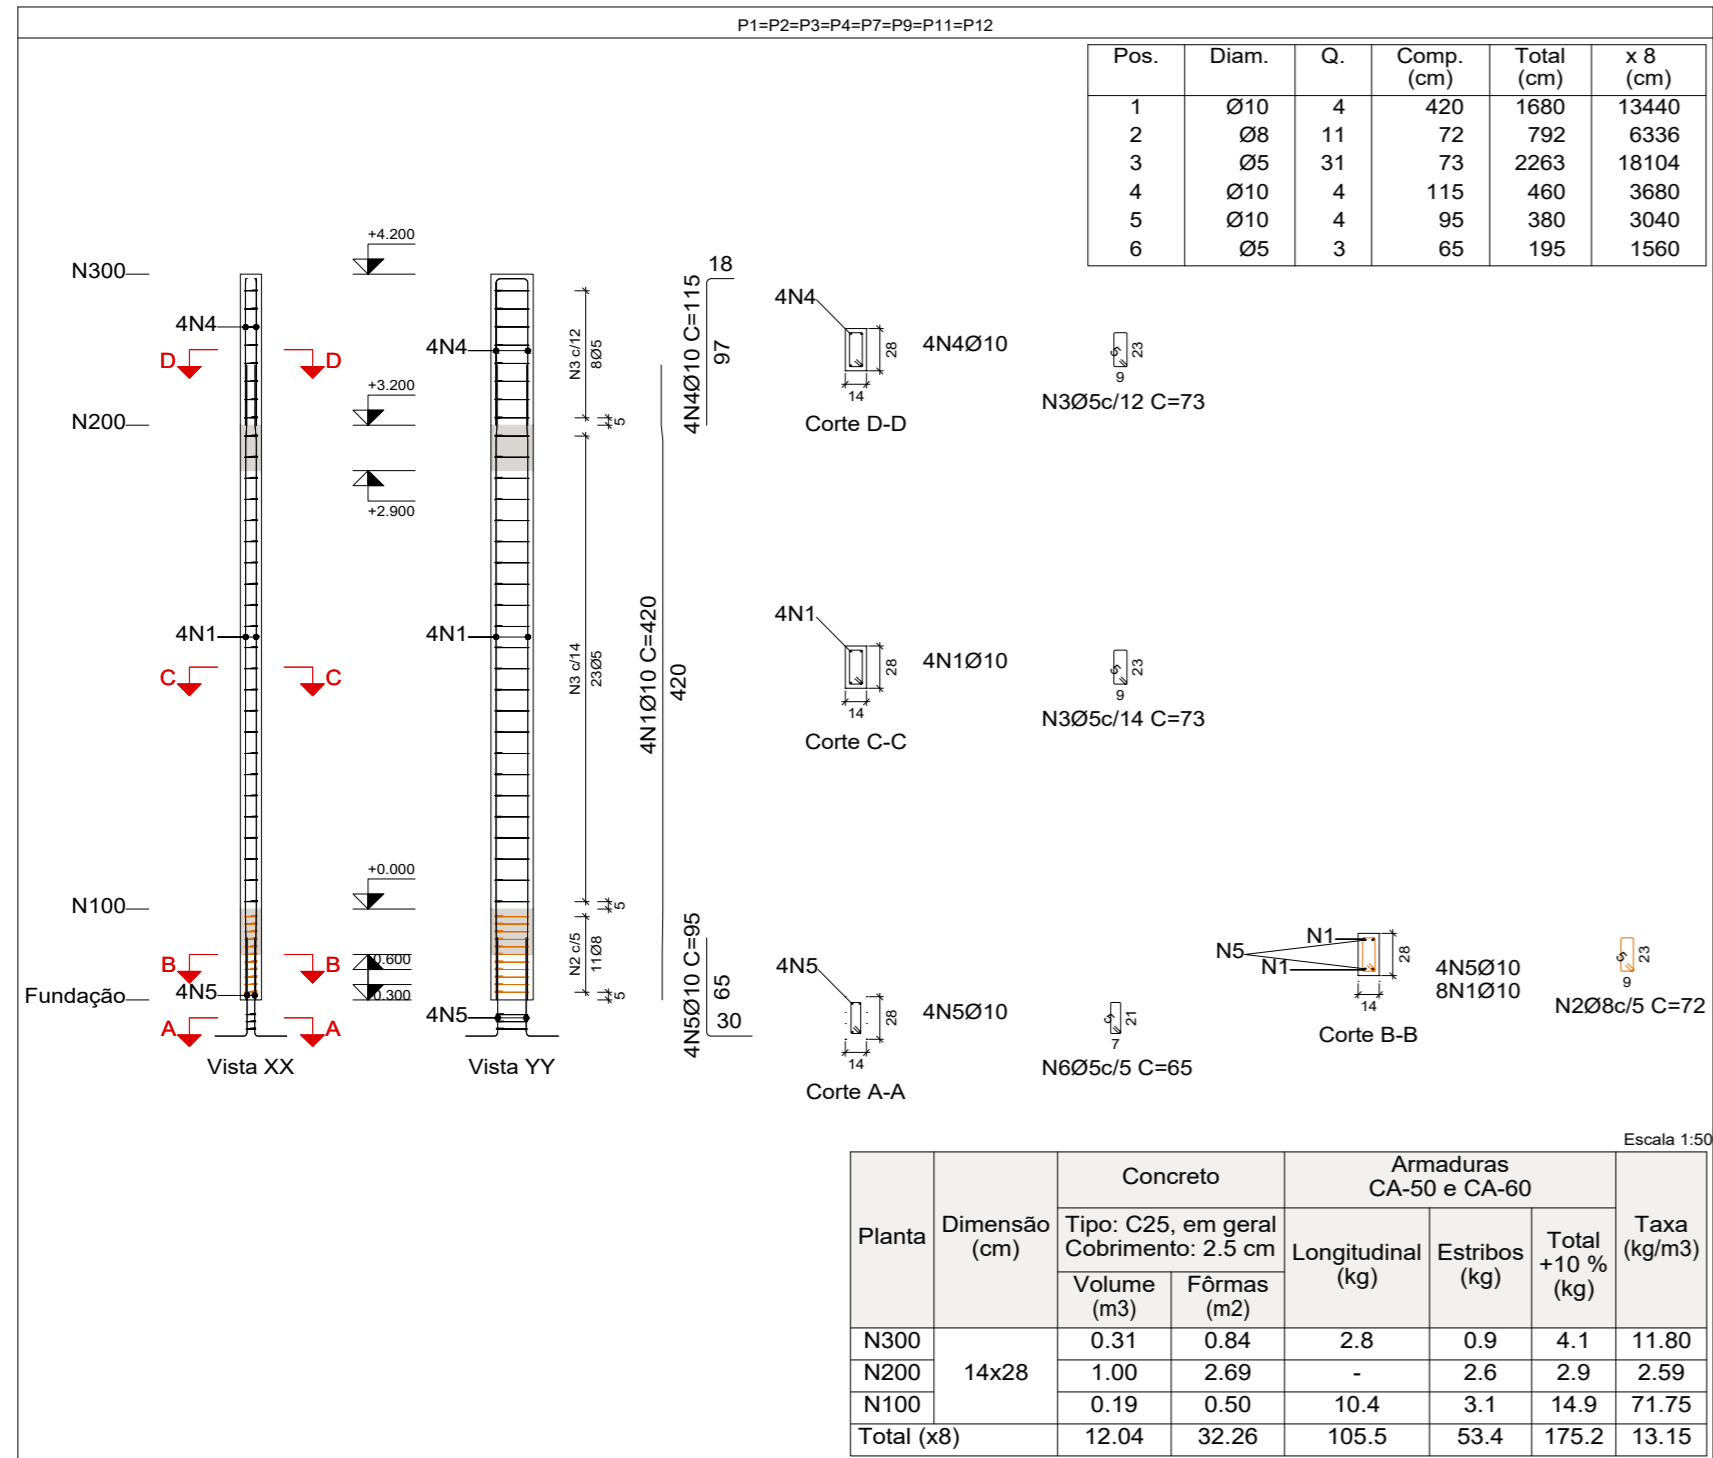 P1=P2=P3=P4=P7=P9=P11=P12
Pos. Diam. Q. Comp. (cm) Total (cm) x 8 (cm)
1 Ø10 4 420 1680 13440
2 Ø8 11 72 792 6336
3 Ø5 31 73 2263 18104
4 Ø10 4 115 460 3680
5 Ø10 4 95 380 3040
6 Ø5 3 65 195 1560
N300
N200
N100
Fundação
4N4
D D
4N1
C C
B B
4N5
A A
Vista XX
+4.200
+3.200
+2.900
+0.000
0.600
0.300
4N4
4N1
4N5
Vista YY
N3 c/12
8Ø5
5
N3 c/14
23Ø5
5
N2 c/5
11Ø8
5
4N1Ø10 C=420
420
18
4N4Ø10 C=115
97
4N5Ø10 C=95
65
30
4N4
28
14
4N4Ø10
Corte D-D
5
23
9
N3Ø5c/12 C=73
4N1
28
14
4N1Ø10
Corte C-C
5
23
9
N3Ø5c/14 C=73
4N5
28
14
4N5Ø10
Corte A-A
5
21
7
N6Ø5c/5 C=65
N5
N1
N1
28
14
4N5Ø10
8N1Ø10
Corte B-B
5
23
9
N2Ø8c/5 C=72
Escala 1:50
Planta
Dimensão (cm)
Concreto
Tipo: C25, em geral
Cobrimento: 2.5 cm
Volume (m3)
Fôrmas (m2)
Armaduras
CA-50 e CA-60
Longitudinal (kg)
Estribos (kg)
Total +10 % (kg)
Taxa (kg/m3)
N300 0.31 0.84 2.8 0.9 4.1 11.80
N200 14x28 1.00 2.69 - 2.6 2.9 2.59
N100 0.19 0.50 10.4 3.1 14.9 71.75
Total (x8) 12.04 32.26 105.5 53.4 175.2 13.15